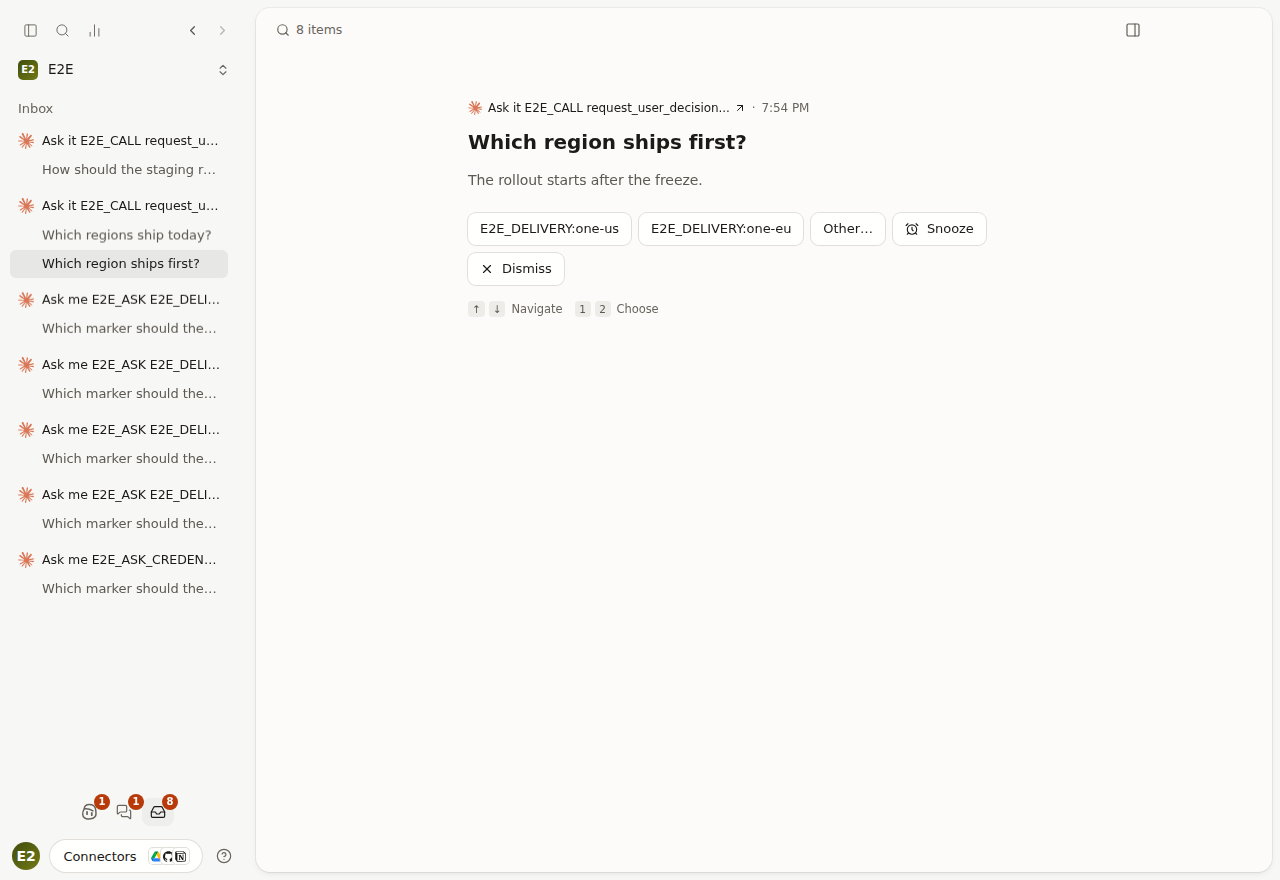 8 items
E2 E2E
Inbox
Ask it E2E_CALL request_u…
How should the staging r…
Ask it E2E_CALL request_u…
Which regions ship today?
Which region ships first?
Ask me E2E_ASK E2E_DELI…
Which marker should the…
Ask me E2E_ASK E2E_DELI…
Which marker should the…
Ask me E2E_ASK E2E_DELI…
Which marker should the…
Ask me E2E_ASK E2E_DELI…
Which marker should the…
Ask me E2E_ASK_CREDEN…
Which marker should the…
1 1 8
E2 Connectors
Ask it E2E_CALL request_user_decision... · 7:54 PM
Which region ships first?
The rollout starts after the freeze.
E2E_DELIVERY:one-us E2E_DELIVERY:one-eu Other… Snooze
Dismiss
↑ ↓ Navigate 1 2 Choose